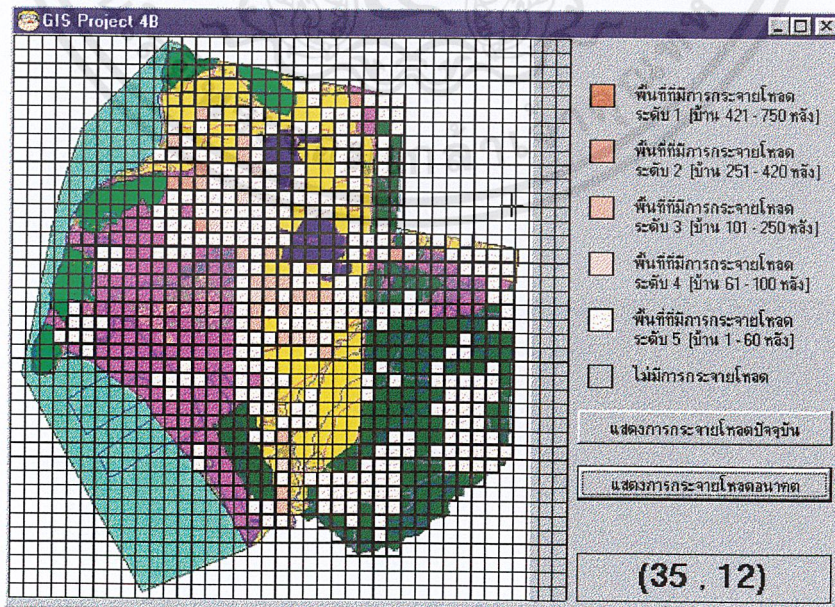 GIS Project 4B
พื้นที่ที่มีการกระจายโหลด
ระดับ 1 [บ้าน 421 - 750 หลัง]
พื้นที่ที่มีการกระจายโหลด
ระดับ 2 [บ้าน 251 - 420 หลัง]
พื้นที่ที่มีการกระจายโหลด
ระดับ 3 [บ้าน 101 - 250 หลัง]
พื้นที่ที่มีการกระจายโหลด
ระดับ 4 [บ้าน 61 - 100 หลัง]
พื้นที่ที่มีการกระจายโหลด
ระดับ 5 [บ้าน 1 - 60 หลัง]
ไม่มีการกระจายโหลด
แสดงการกระจายโหลดปัจจุบัน
แสดงการกระจายโหลดอนาคต
(35 , 12)